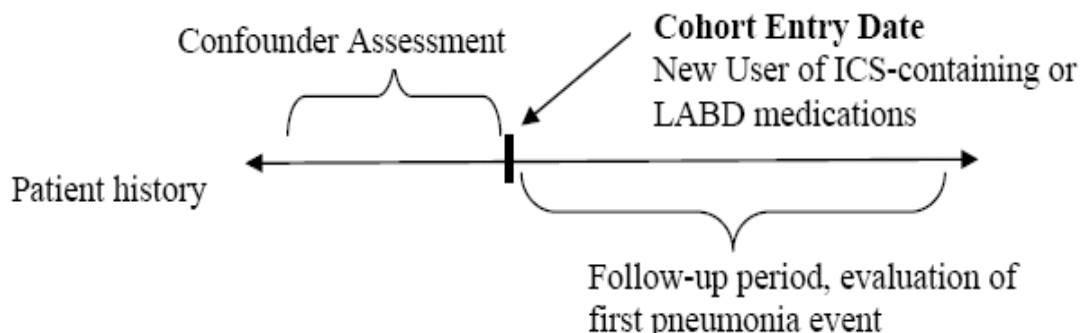 Confounder Assessment
Cohort Entry Date
New User of ICS-containing or
LABD medications
Patient history
Follow-up period, evaluation of
first pneumonia event